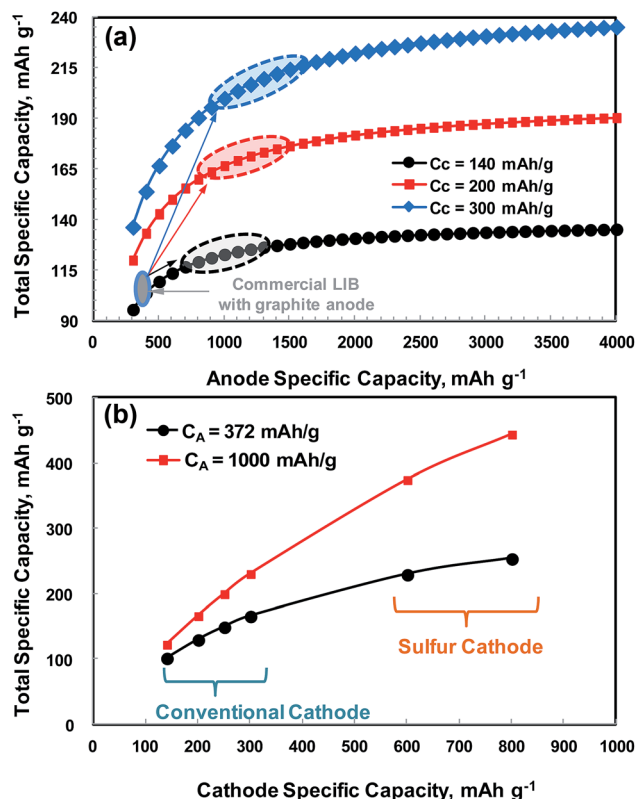 (a)
Total Specific Capacity, mAh g-1
240
215
190
165
140
115
90
Cc = 140 mAh/g
Cc = 200 mAh/g
Cc = 300 mAh/g
Commercial LIB
with graphite anode
0 500 1000 1500 2000 2500 3000 3500 4000
Anode Specific Capacity, mAh g-1
(b)
Total Specific Capacity, mAh g-1
500
400
300
200
100
0
CA = 372 mAh/g
CA = 1000 mAh/g
Sulfur Cathode
Conventional Cathode
0 100 200 300 400 500 600 700 800 900 1000
Cathode Specific Capacity, mAh g-1